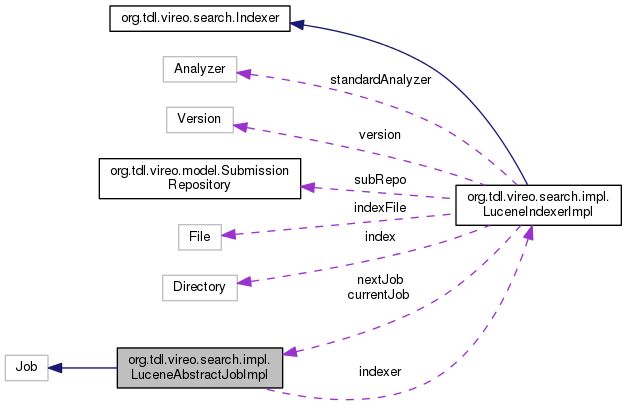 org.tdl.vireo.search.Indexer
Analyzer
standardAnalyzer
Version
version
org.tdl.vireo.model.Submission
Repository
subRepo
org.tdl.vireo.search.impl.
LuceneIndexerImpl
indexFile
File
index
Directory
nextJob
currentJob
org.tdl.vireo.search.impl.
LuceneAbstractJobImpl
Job
indexer